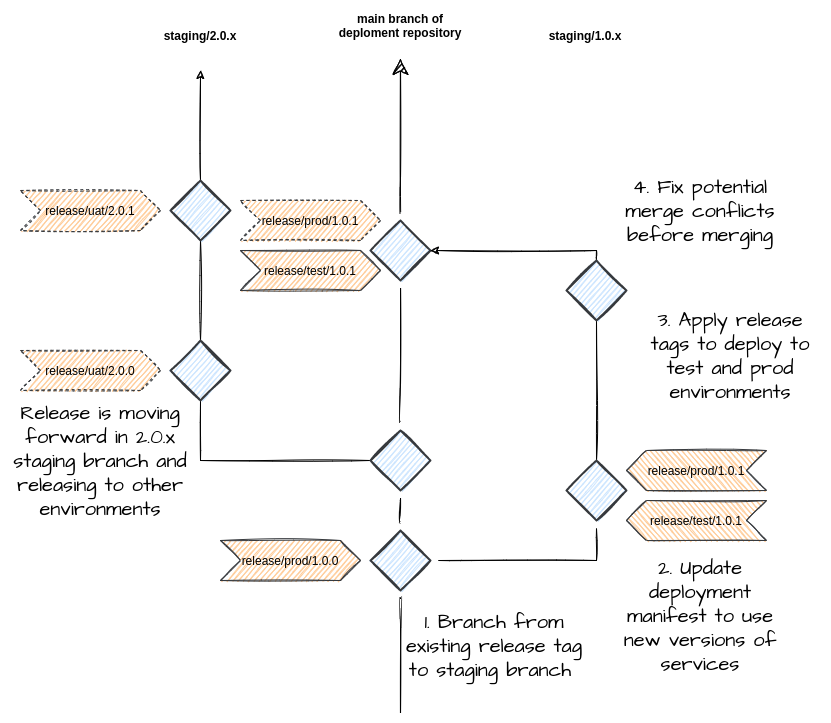 main branch of
deploment repository
staging/2.0.x
staging/1.0.x
4. Fix potential
merge conflicts
before merging
release/uat/2.0.1
release/prod/1.0.1
release/test/1.0.1
3. Apply release
tags to deploy to
test and prod
environments
release/uat/2.0.0
Release is moving
forward in 2.0.x
staging branch and
releasing to other
environments
release/prod/1.0.1
release/test/1.0.1
release/prod/1.0.0
2. Update
deployment
manifest to use
new versions of
services
1. Branch from
existing release tag
to staging branch